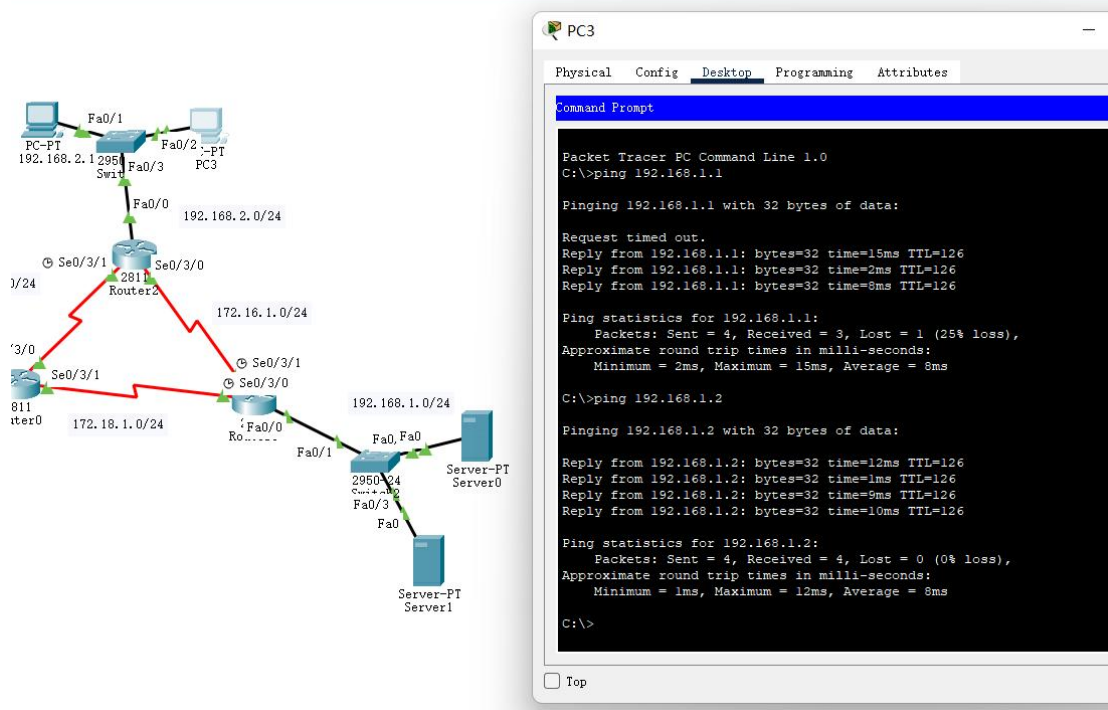 Fa0/1
PC-PT
192.168.2.1
Fa0/2
-PT
PC3
2950
Swit
Fa0/3
Fa0/0
192.168.2.0/24
Se0/3/1
Se0/3/0
2811
Router2
0/24
172.16.1.0/24
/3/0
Se0/3/1
811
uter0
172.18.1.0/24
Se0/3/1
Se0/3/0
192.168.1.0/24
Fa0/0
Ro
Fa0/1
Fa0,
Fa0
2950-24
Fa0/3
Fa0
Server-PT
Server0
Server-PT
Server1
PC3
Physical Config Desktop Programming Attributes
Command Prompt
Packet Tracer PC Command Line 1.0
C:\>ping 192.168.1.1
Pinging 192.168.1.1 with 32 bytes of data:
Request timed out.
Reply from 192.168.1.1: bytes=32 time=15ms TTL=126
Reply from 192.168.1.1: bytes=32 time=2ms TTL=126
Reply from 192.168.1.1: bytes=32 time=8ms TTL=126
Ping statistics for 192.168.1.1:
Packets: Sent = 4, Received = 3, Lost = 1 (25% loss),
Approximate round trip times in milli-seconds:
Minimum = 2ms, Maximum = 15ms, Average = 8ms
C:\>ping 192.168.1.2
Pinging 192.168.1.2 with 32 bytes of data:
Reply from 192.168.1.2: bytes=32 time=12ms TTL=126
Reply from 192.168.1.2: bytes=32 time=1ms TTL=126
Reply from 192.168.1.2: bytes=32 time=9ms TTL=126
Reply from 192.168.1.2: bytes=32 time=10ms TTL=126
Ping statistics for 192.168.1.2:
Packets: Sent = 4, Received = 4, Lost = 0 (0% loss),
Approximate round trip times in milli-seconds:
Minimum = 1ms, Maximum = 12ms, Average = 8ms
C:\>
Top